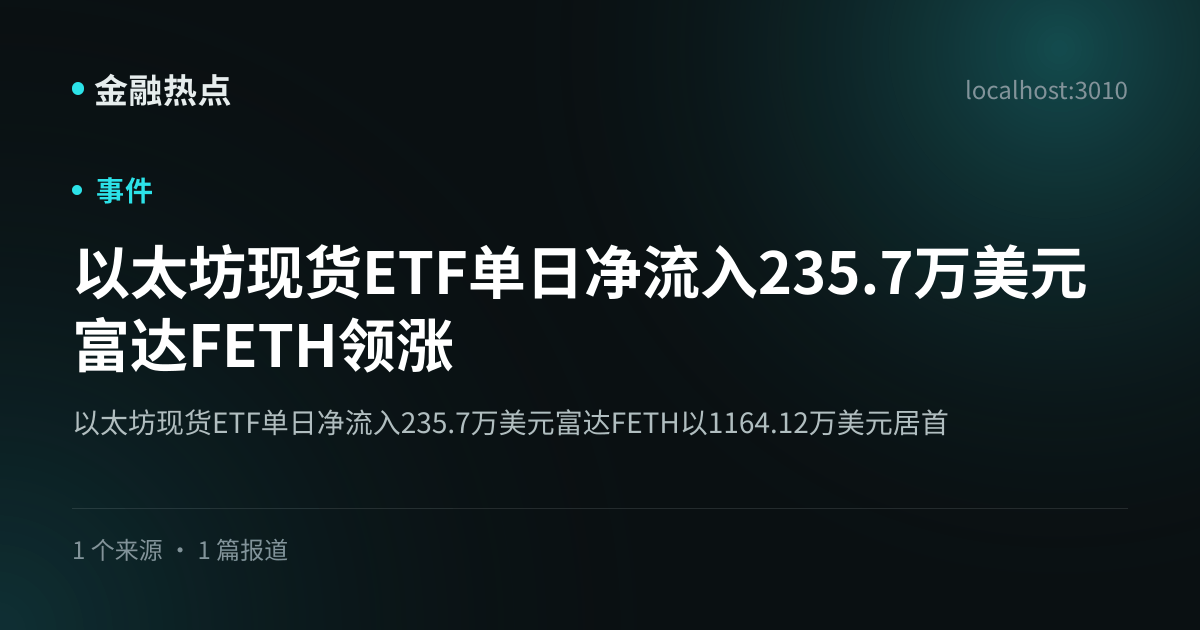 金融热点
localhost:3010
事件
以太坊现货ETF单日净流入235.7万美元
富达FETH领涨
以太坊现货ETF单日净流入235.7万美元富达FETH以1164.12万美元居首
1 个来源 · 1 篇报道